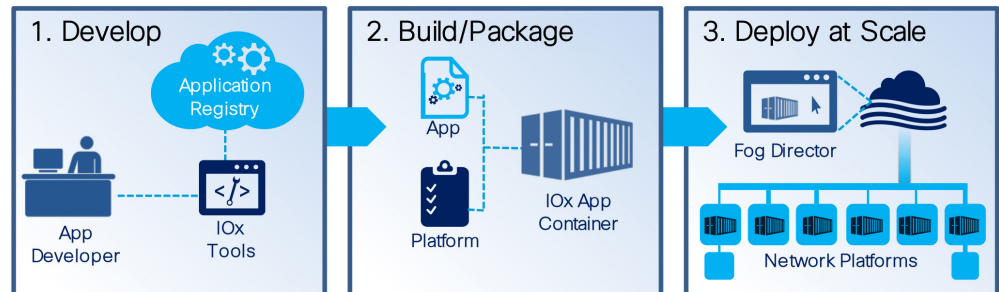 1. Develop
Application
Registry
App
Developer
IOx
Tools
</>
2. Build/Package
App
Platform
IOx App
Container
3. Deploy at Scale
Fog Director
Network Platforms